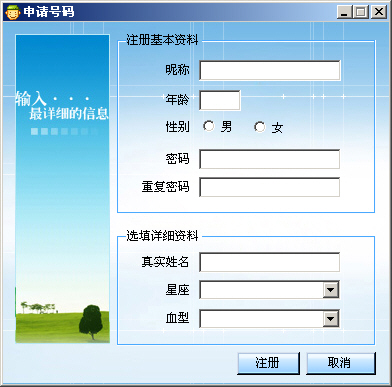 申请号码
输入 · · ·
最详细的信息
注册基本资料
昵称
年龄
性别 男 女
密码
重复密码
选填详细资料
真实姓名
星座
血型
注册 取消